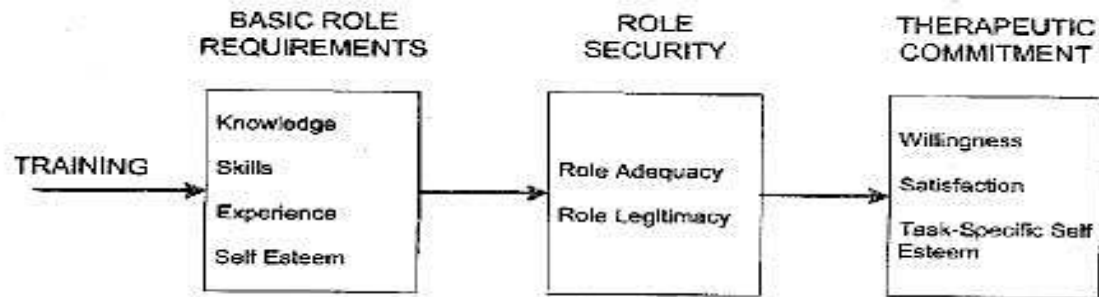 BASIC ROLE
REQUIREMENTS
ROLE
SECURITY
THERAPEUTIC
COMMITMENT
TRAINING
Knowledge
Skills
Experience
Self Esteem
Role Adequacy
Role Legitimacy
Willingness
Satisfaction
Task-Specific Self
Esteem